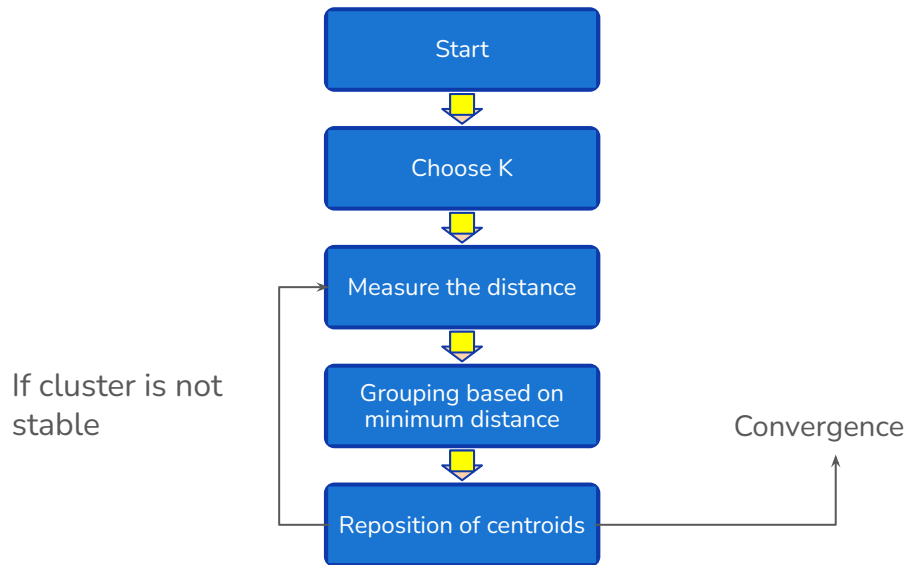 Start
Choose K
Measure the distance
If cluster is not
stable
Grouping based on
minimum distance
Convergence
Reposition of centroids